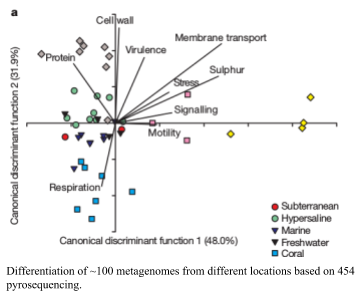 a
Cell wall
Membrane transport
Virulence
Protein
Sulphur
Stress
Signalling
Motility
Respiration
Canonical discriminant function 2 (31.9%)
Subterranean
Hypersaline
Marine
Freshwater
Coral
Canonical discriminant function 1 (48.0%)
Differentiation of ~100 metagenomes from different locations based on 454
pyrosequencing.